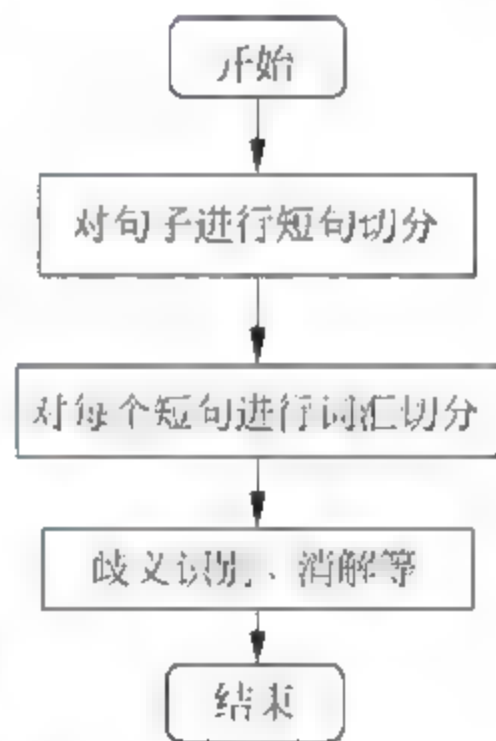 开始
对句子进行短句切分
对每个短句进行词汇切分
歧义识别、消解等
结束